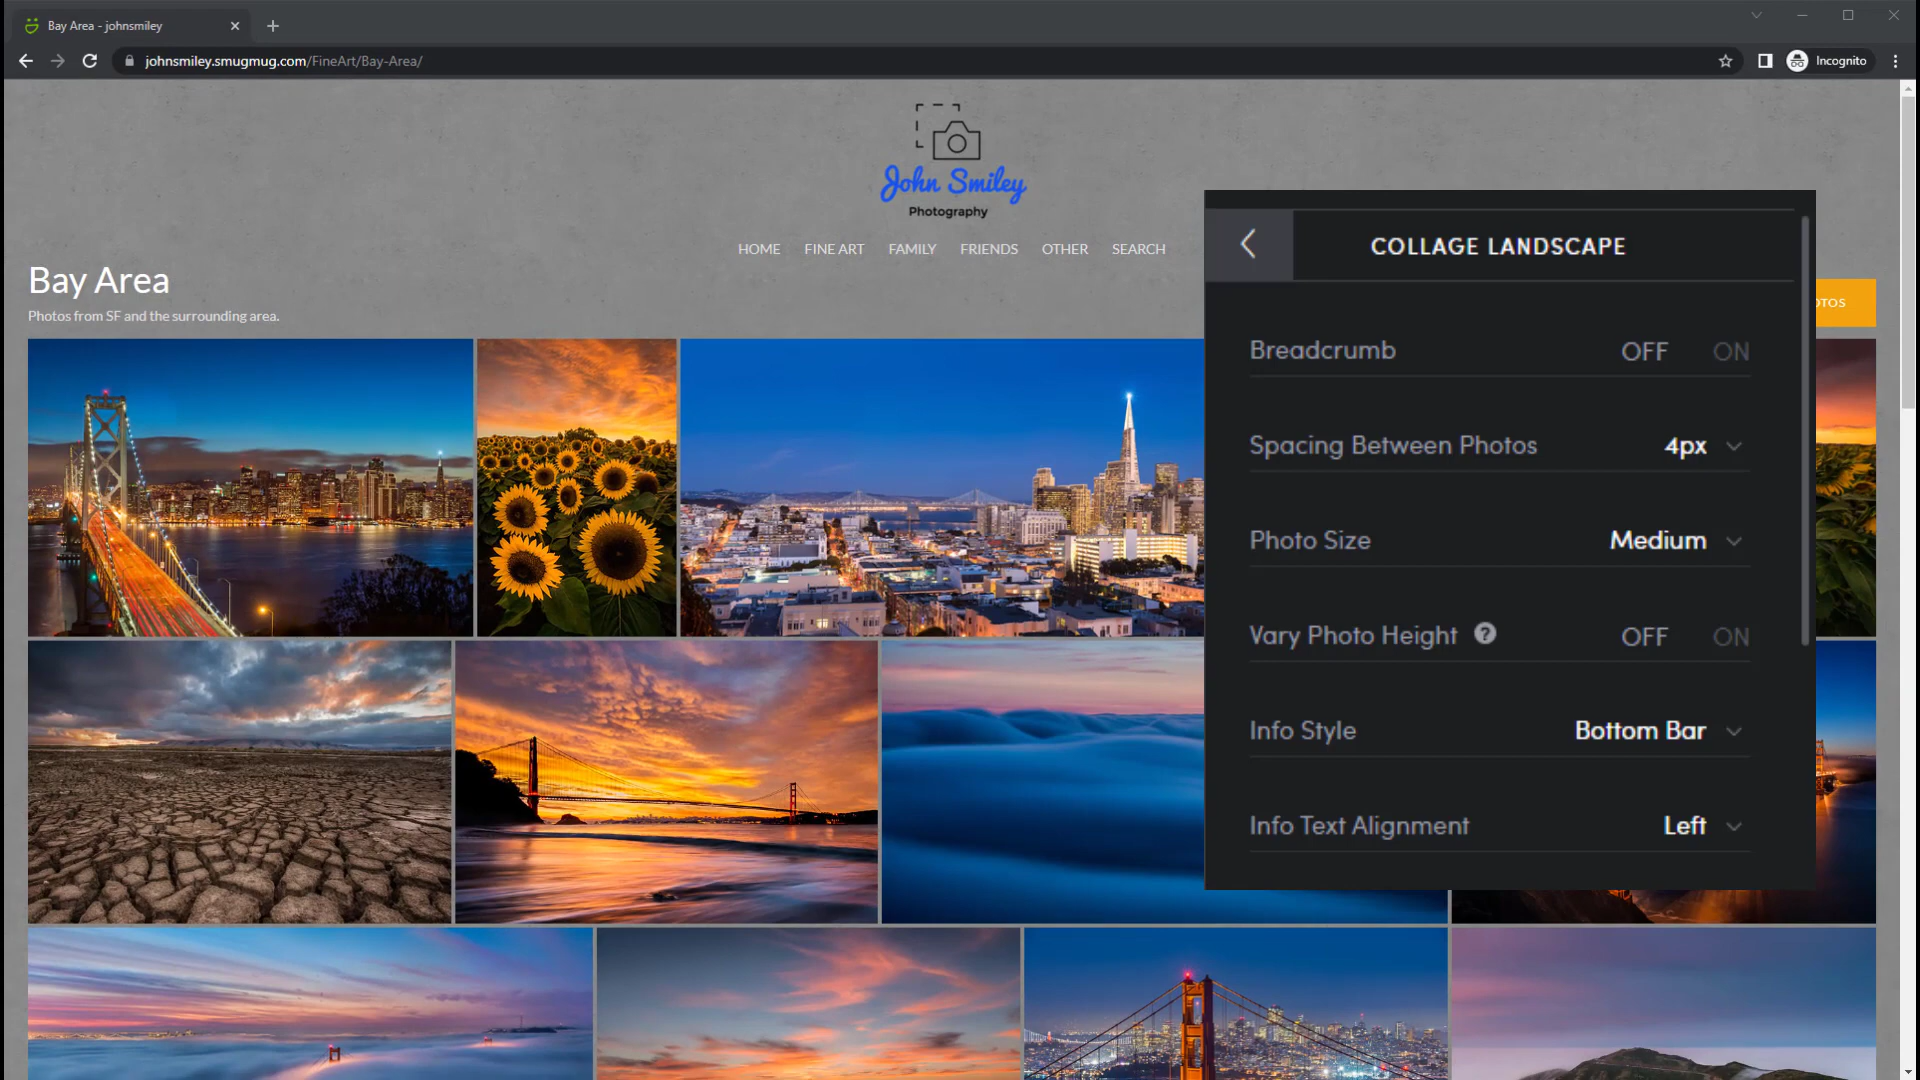 Bay Area - johnsmiley
johnsmiley.smugmug.com/FineArt/Bay-Area/
Incognito
John Smiley
Photography
HOME FINE ART FAMILY FRIENDS OTHER SEARCH
Bay Area
Photos from SF and the surrounding area.
COLLAGE LANDSCAPE
Breadcrumb OFF ON
Spacing Between Photos 4px
Photo Size Medium
Vary Photo Height ? OFF ON
Info Style Bottom Bar
Info Text Alignment Left